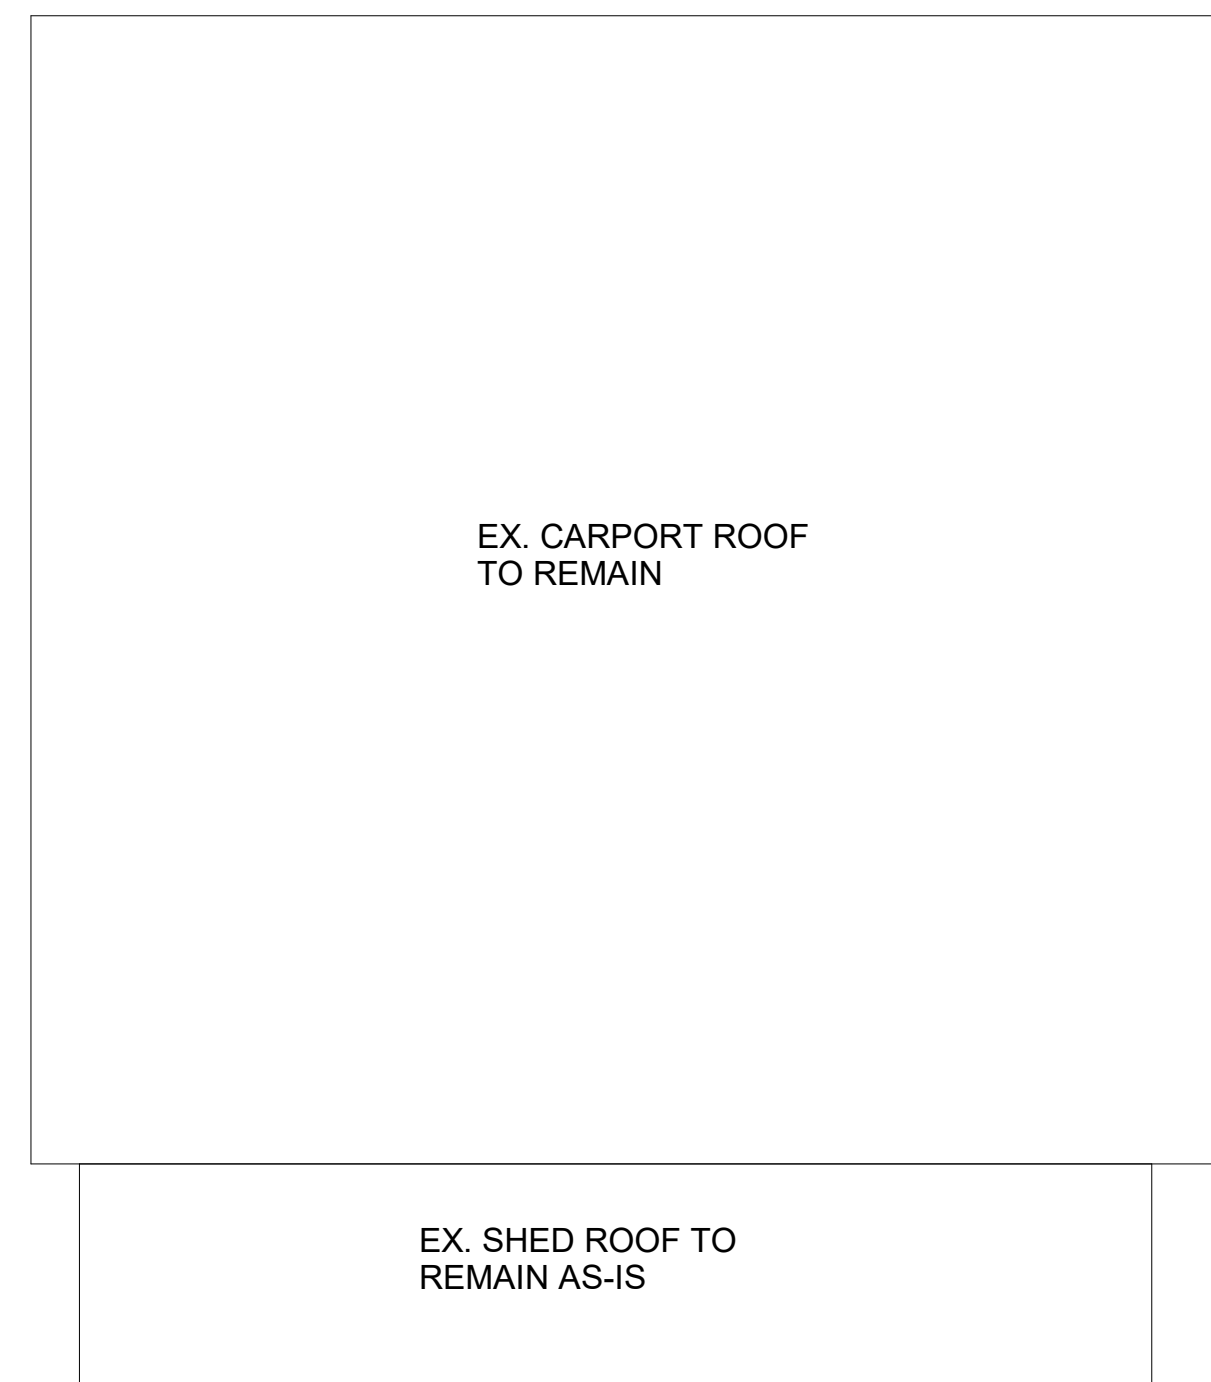 EX. CARPORT ROOF
TO REMAIN
EX. SHED ROOF TO
REMAIN AS-IS